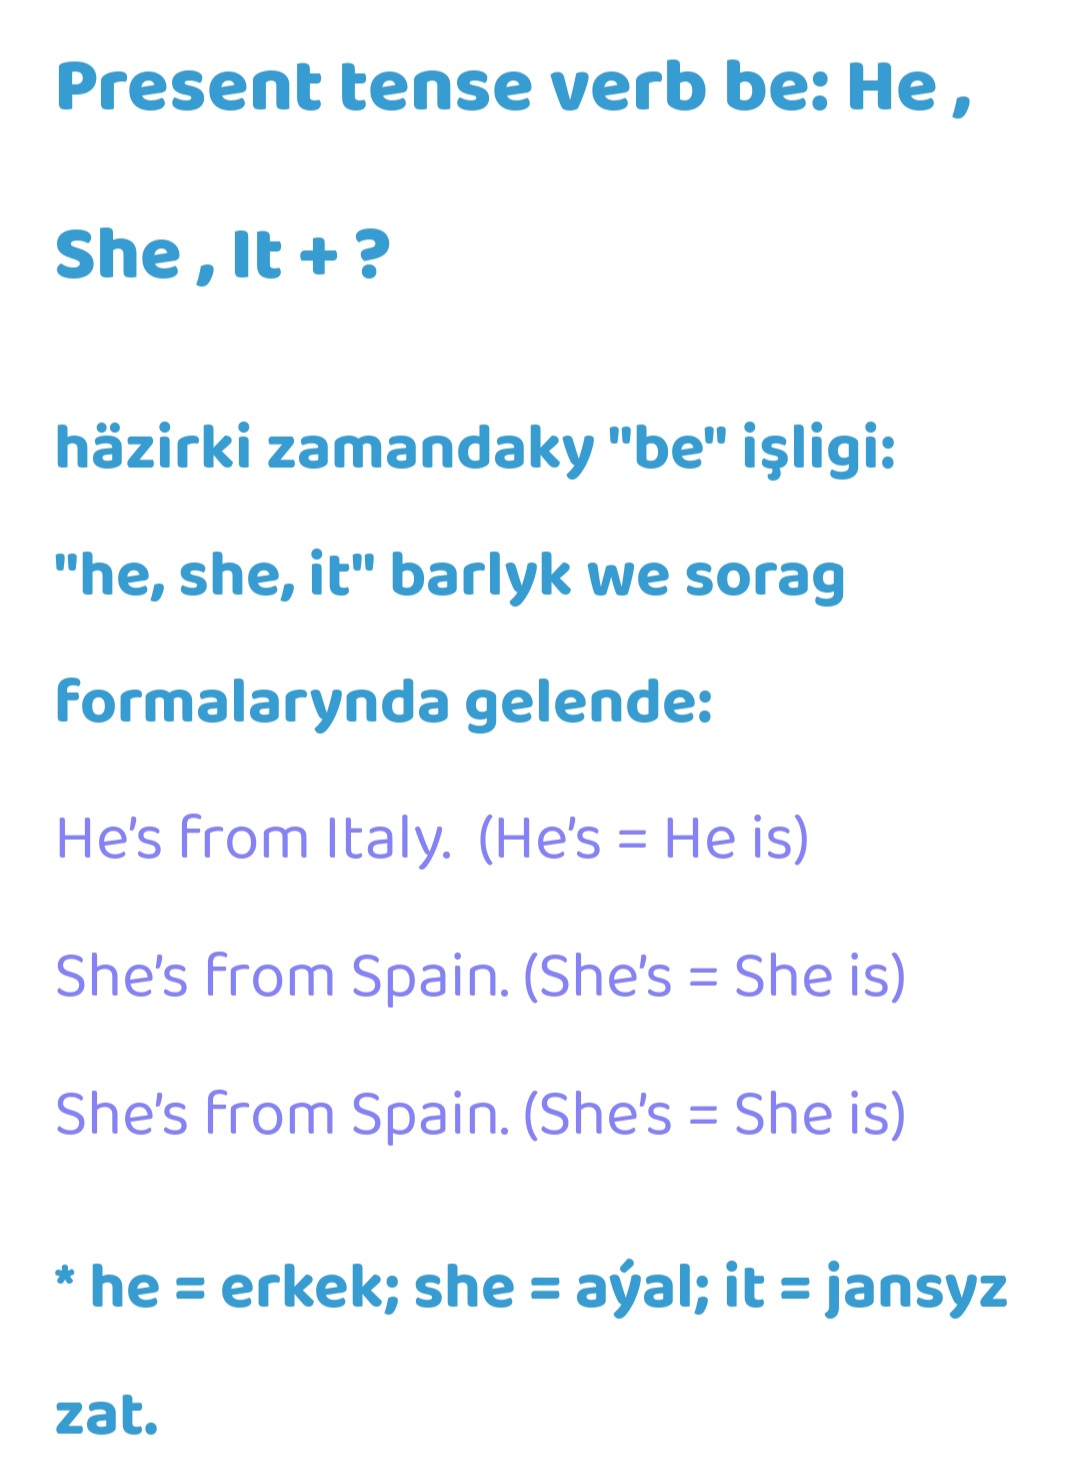 Present tense verb be: He ,
She , It + ?
häzirki zamandaky "be" işligi:
"he, she, it" barlyk we sorag
formalarynda gelende:
He’s from Italy. (He’s = He is)
She’s from Spain. (She’s = She is)
She’s from Spain. (She’s = She is)
* he = erkek; she = aýal; it = jansyz
zat.